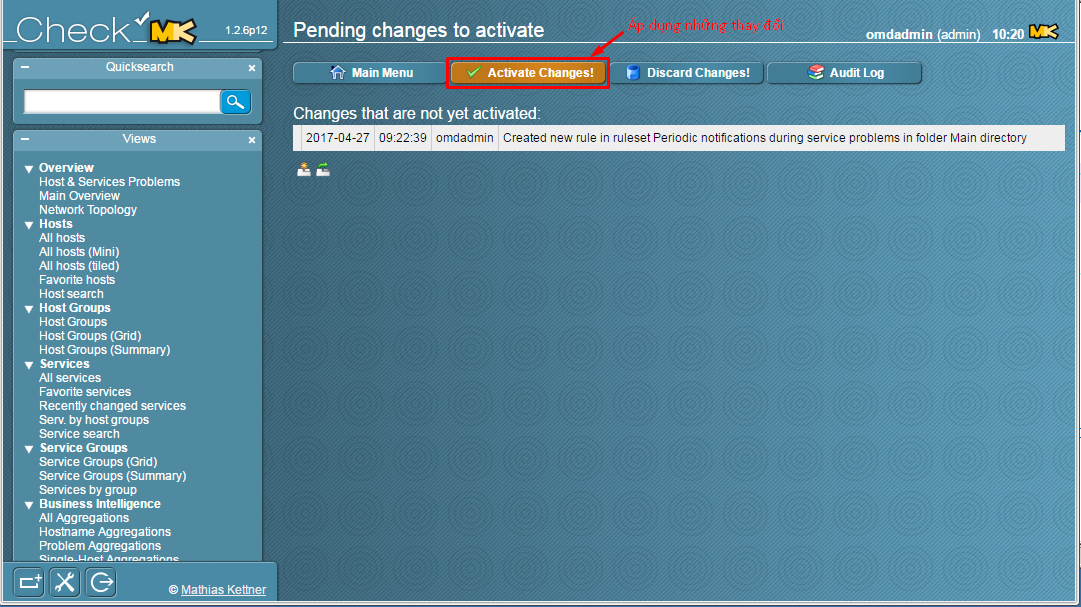 Check MK 1.2.6p12
Pending changes to activate
Áp dụng những thay đổi
omdadmin (admin) 10:20
Main Menu
Activate Changes!
Discard Changes!
Audit Log
Changes that are not yet activated:
2017-04-27 09:22:39 omdadmin Created new rule in ruleset Periodic notifications during service problems in folder Main directory
Quicksearch
Views
Overview
Host & Services Problems
Main Overview
Network Topology
Hosts
All hosts
All hosts (Mini)
All hosts (tiled)
Favorite hosts
Host search
Host Groups
Host Groups
Host Groups (Grid)
Host Groups (Summary)
Services
All services
Favorite services
Recently changed services
Serv. by host groups
Service search
Service Groups
Service Groups (Grid)
Service Groups (Summary)
Services by group
Business Intelligence
All Aggregations
Hostname Aggregations
Problem Aggregations
Single-Host Aggregations
© Mathias Kettner